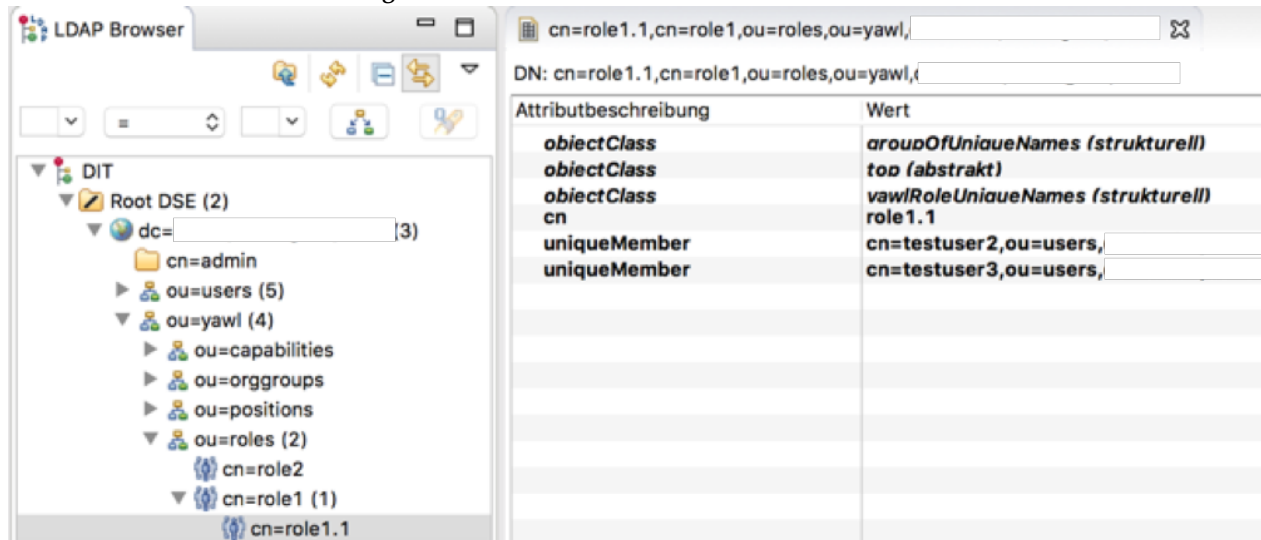 LDAP Browser
cn=role1.1,cn=role1,ou=roles,ou=yawl,
DN: cn=role1.1,cn=role1,ou=roles,ou=yawl,
=
Attributbeschreibung Wert
objectClass groupOfUniqueNames (strukturell)
objectClass top (abstrakt)
objectClass yawlRoleUniqueNames (strukturell)
cn role1.1
uniqueMember cn=testuser2,ou=users,
uniqueMember cn=testuser3,ou=users,
DIT
Root DSE (2)
dc= (3)
cn=admin
ou=users (5)
ou=yawl (4)
ou=capabilities
ou=orggroups
ou=positions
ou=roles (2)
cn=role2
cn=role1 (1)
cn=role1.1